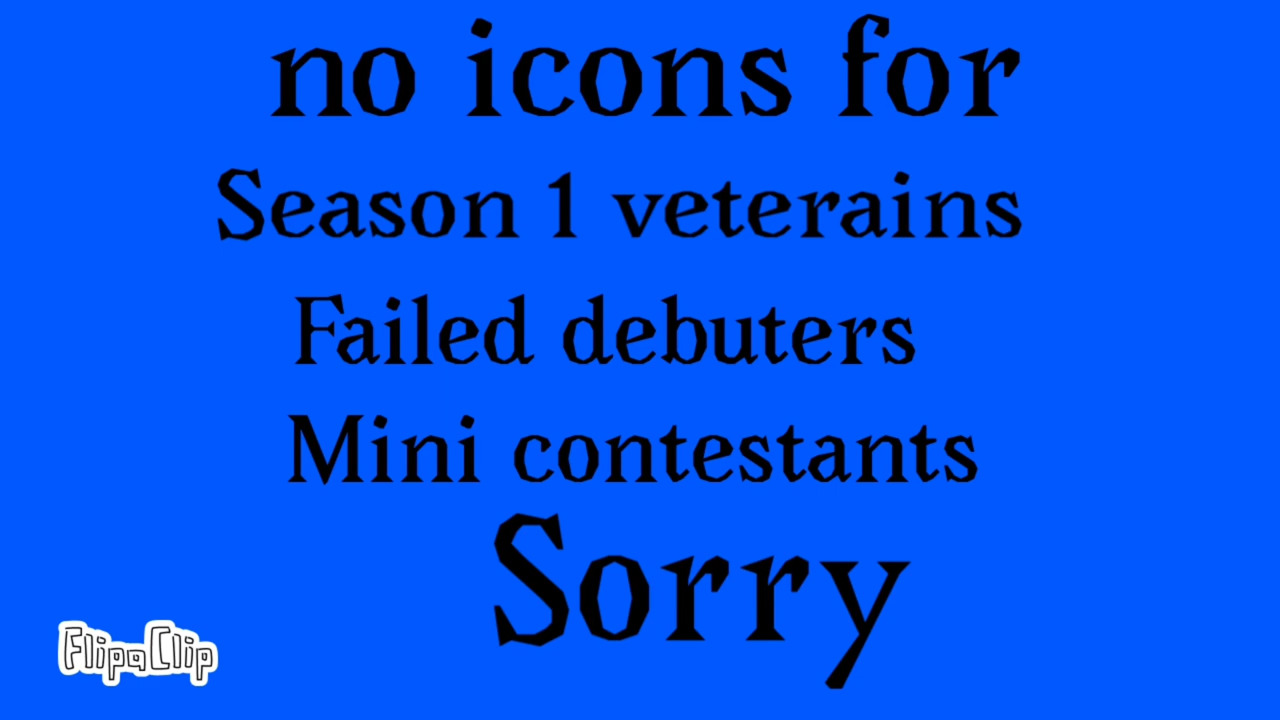 no icons for
Season 1 veterains
Failed debuters
Mini contestants
Sorry
FlipaClip